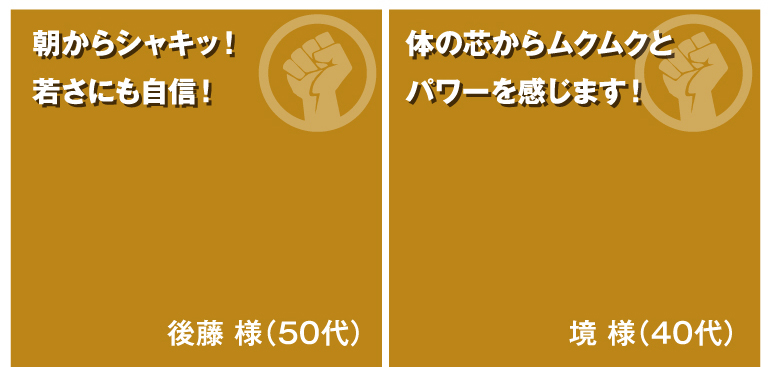 朝からシャキッ！
若さにも自信！
後藤 様（50代）
体の芯からムクムクと
パワーを感じます！
境 様（40代）